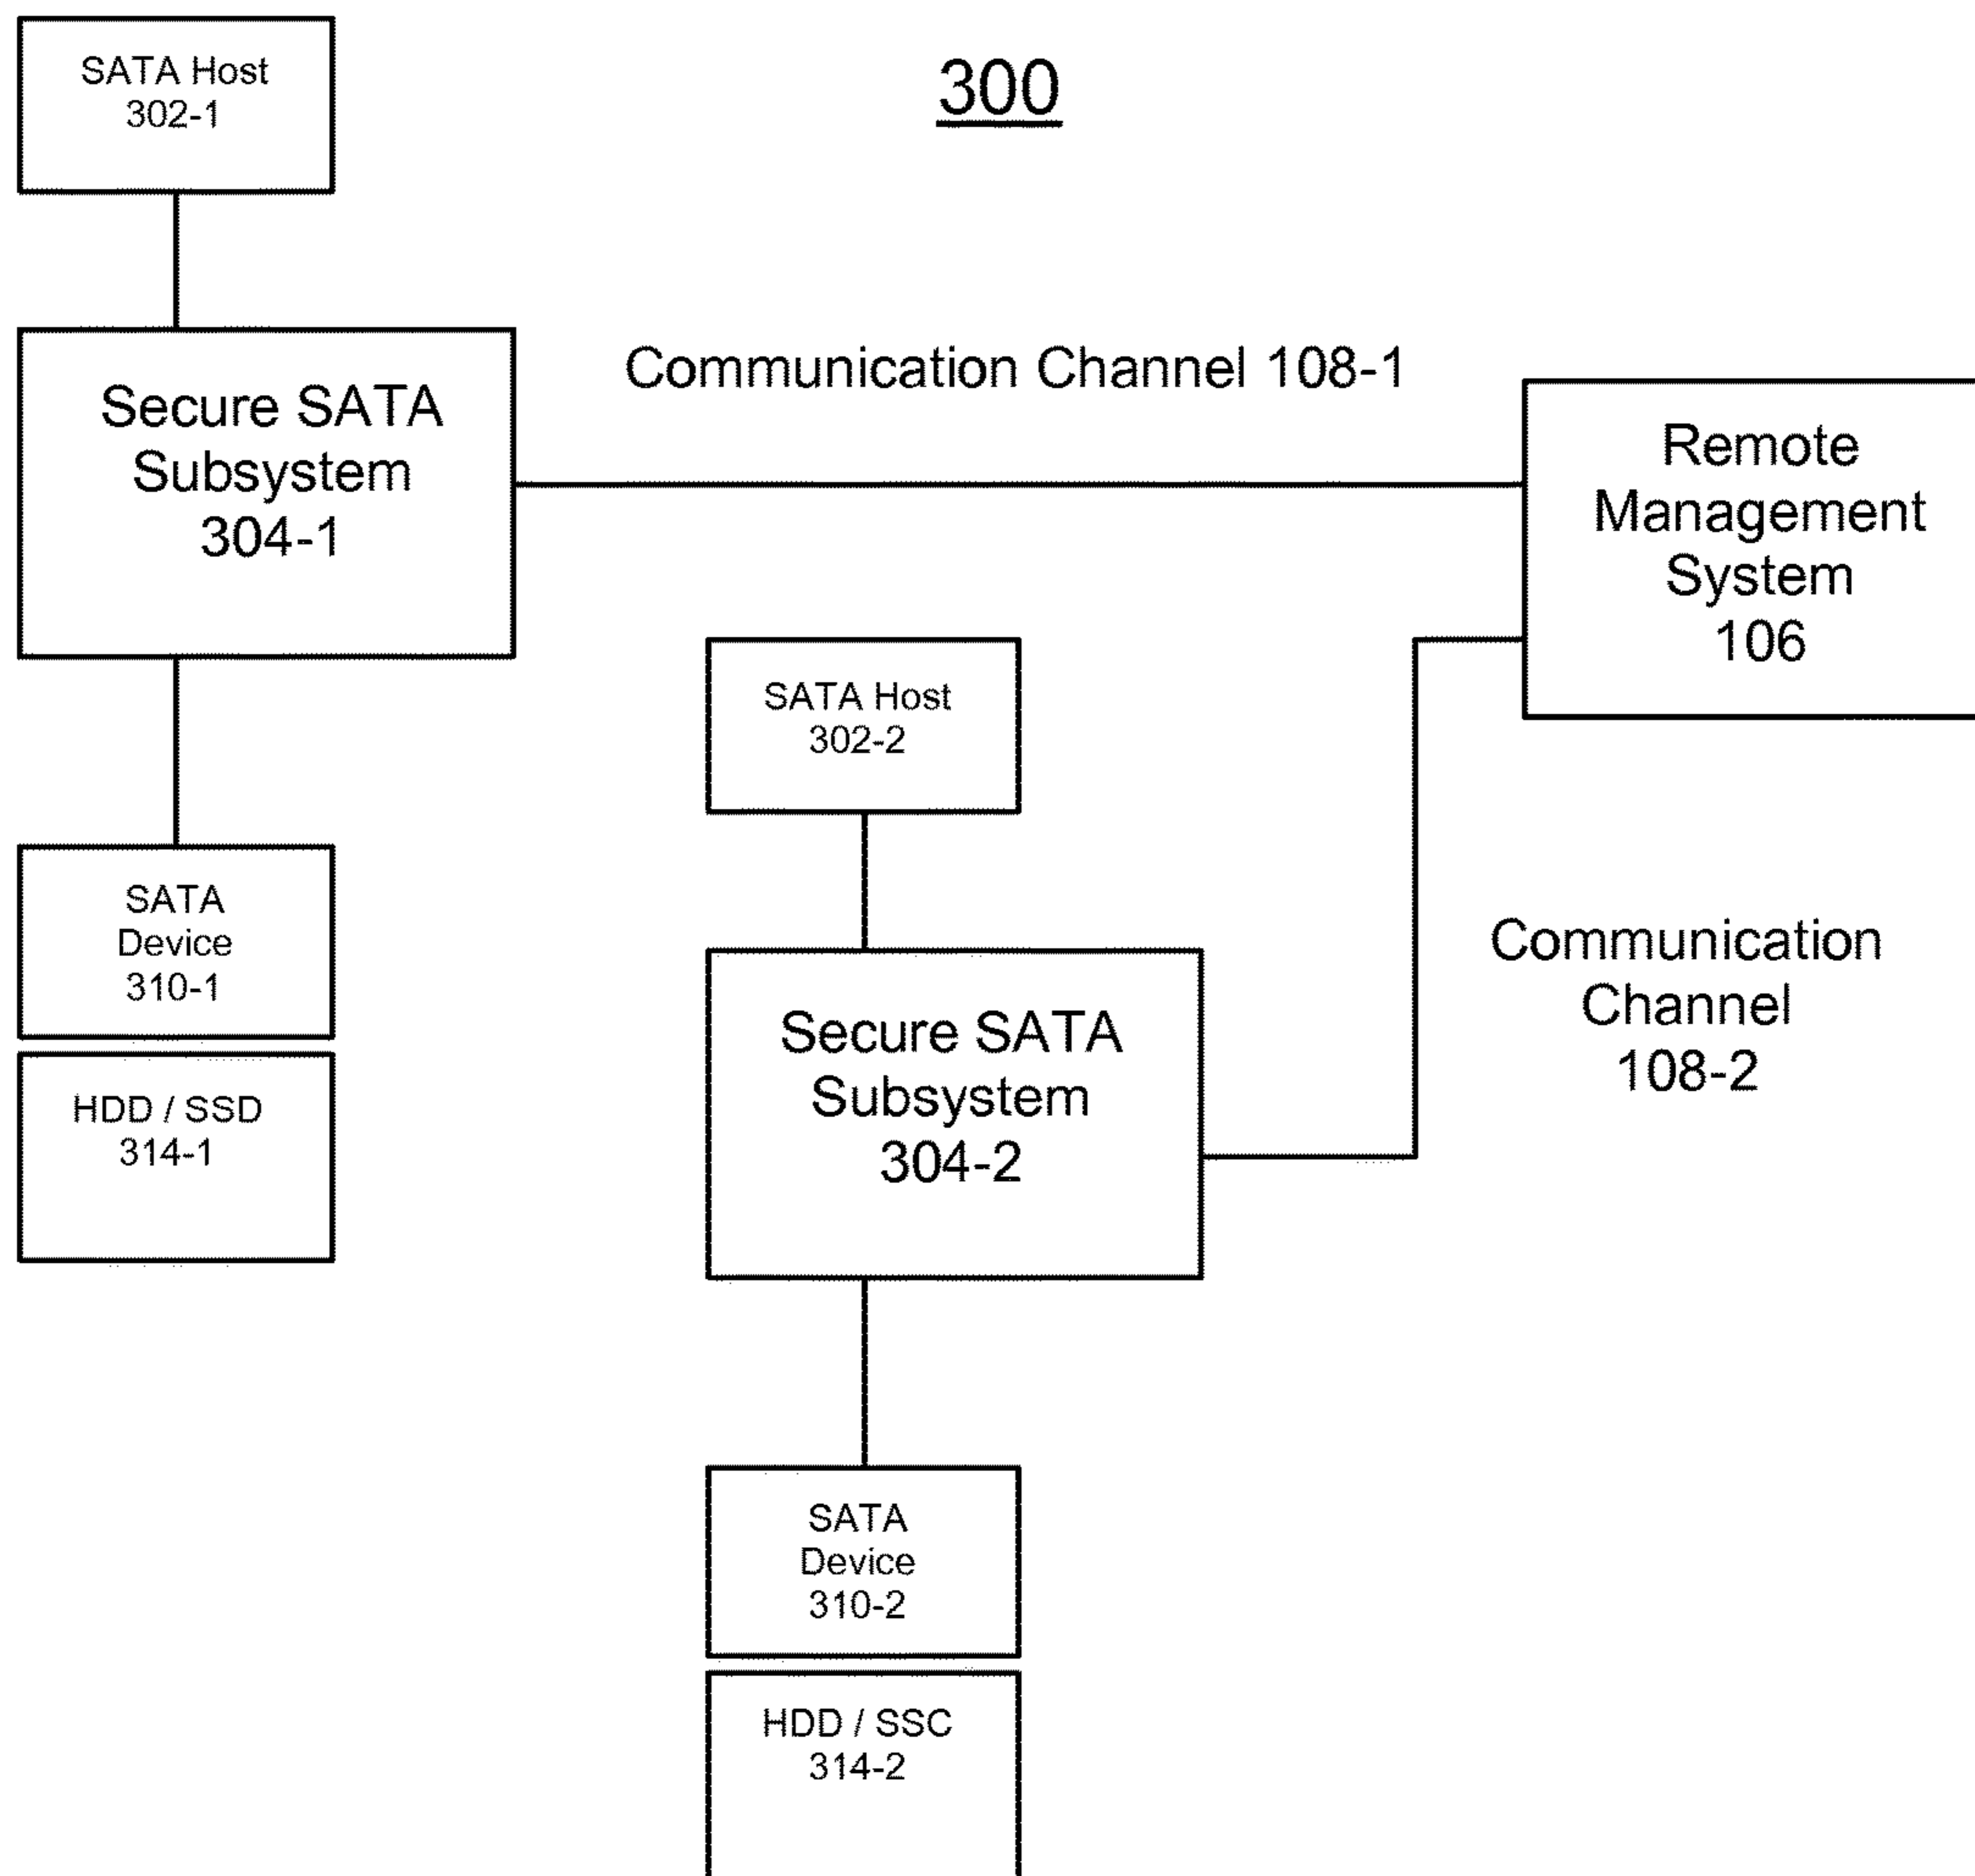 SATA Host
302-1
300
Secure SATA
Subsystem
304-1
Communication Channel 108-1
Remote
Management
System
106
SATA Host
302-2
SATA
Device
310-1
HDD / SSD
314-1
Secure SATA
Subsystem
304-2
Communication
Channel
108-2
SATA
Device
310-2
HDD / SSC
314-2